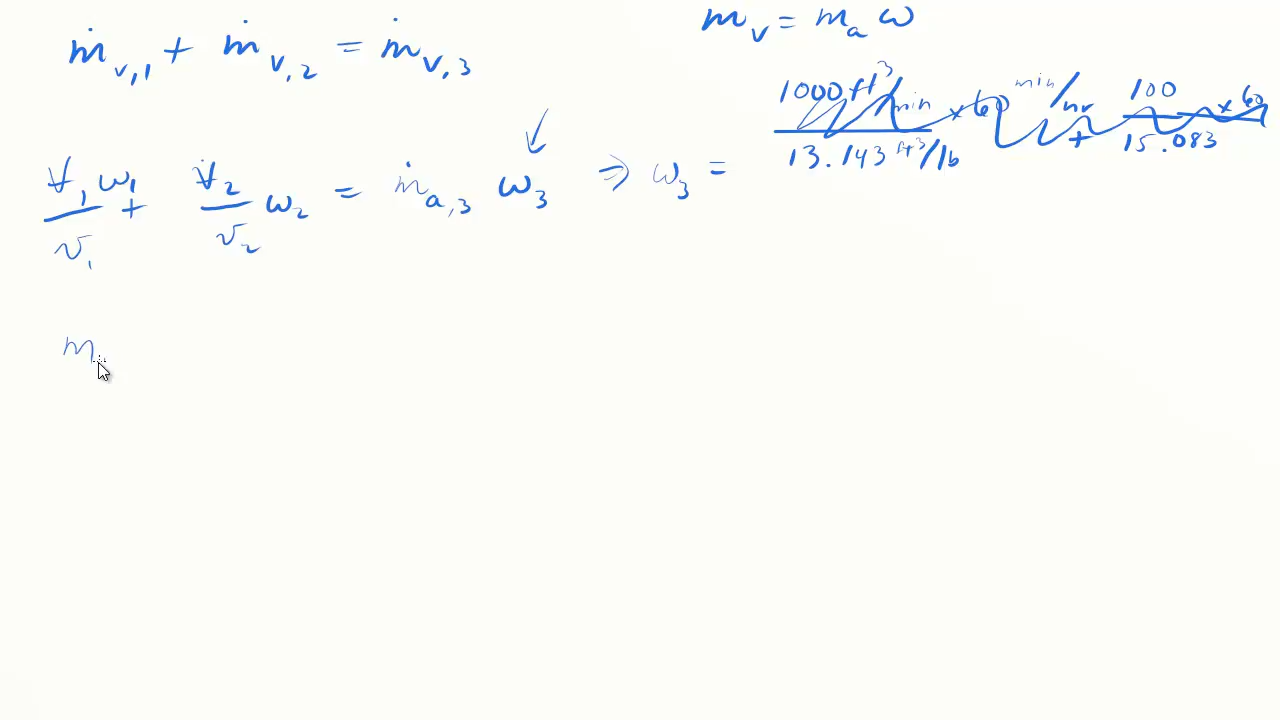 ṁv,1 + ṁv,2 = ṁv,3
mv = ma ω
1000 ft³/min × 60 min/hr + 100 × 60
13.143 ft³/lb 15.083
V̇1 ω1 / v1 + V̇2 / v2 ω2 = ṁa,3 ω3 ⇒ ω3 =
m